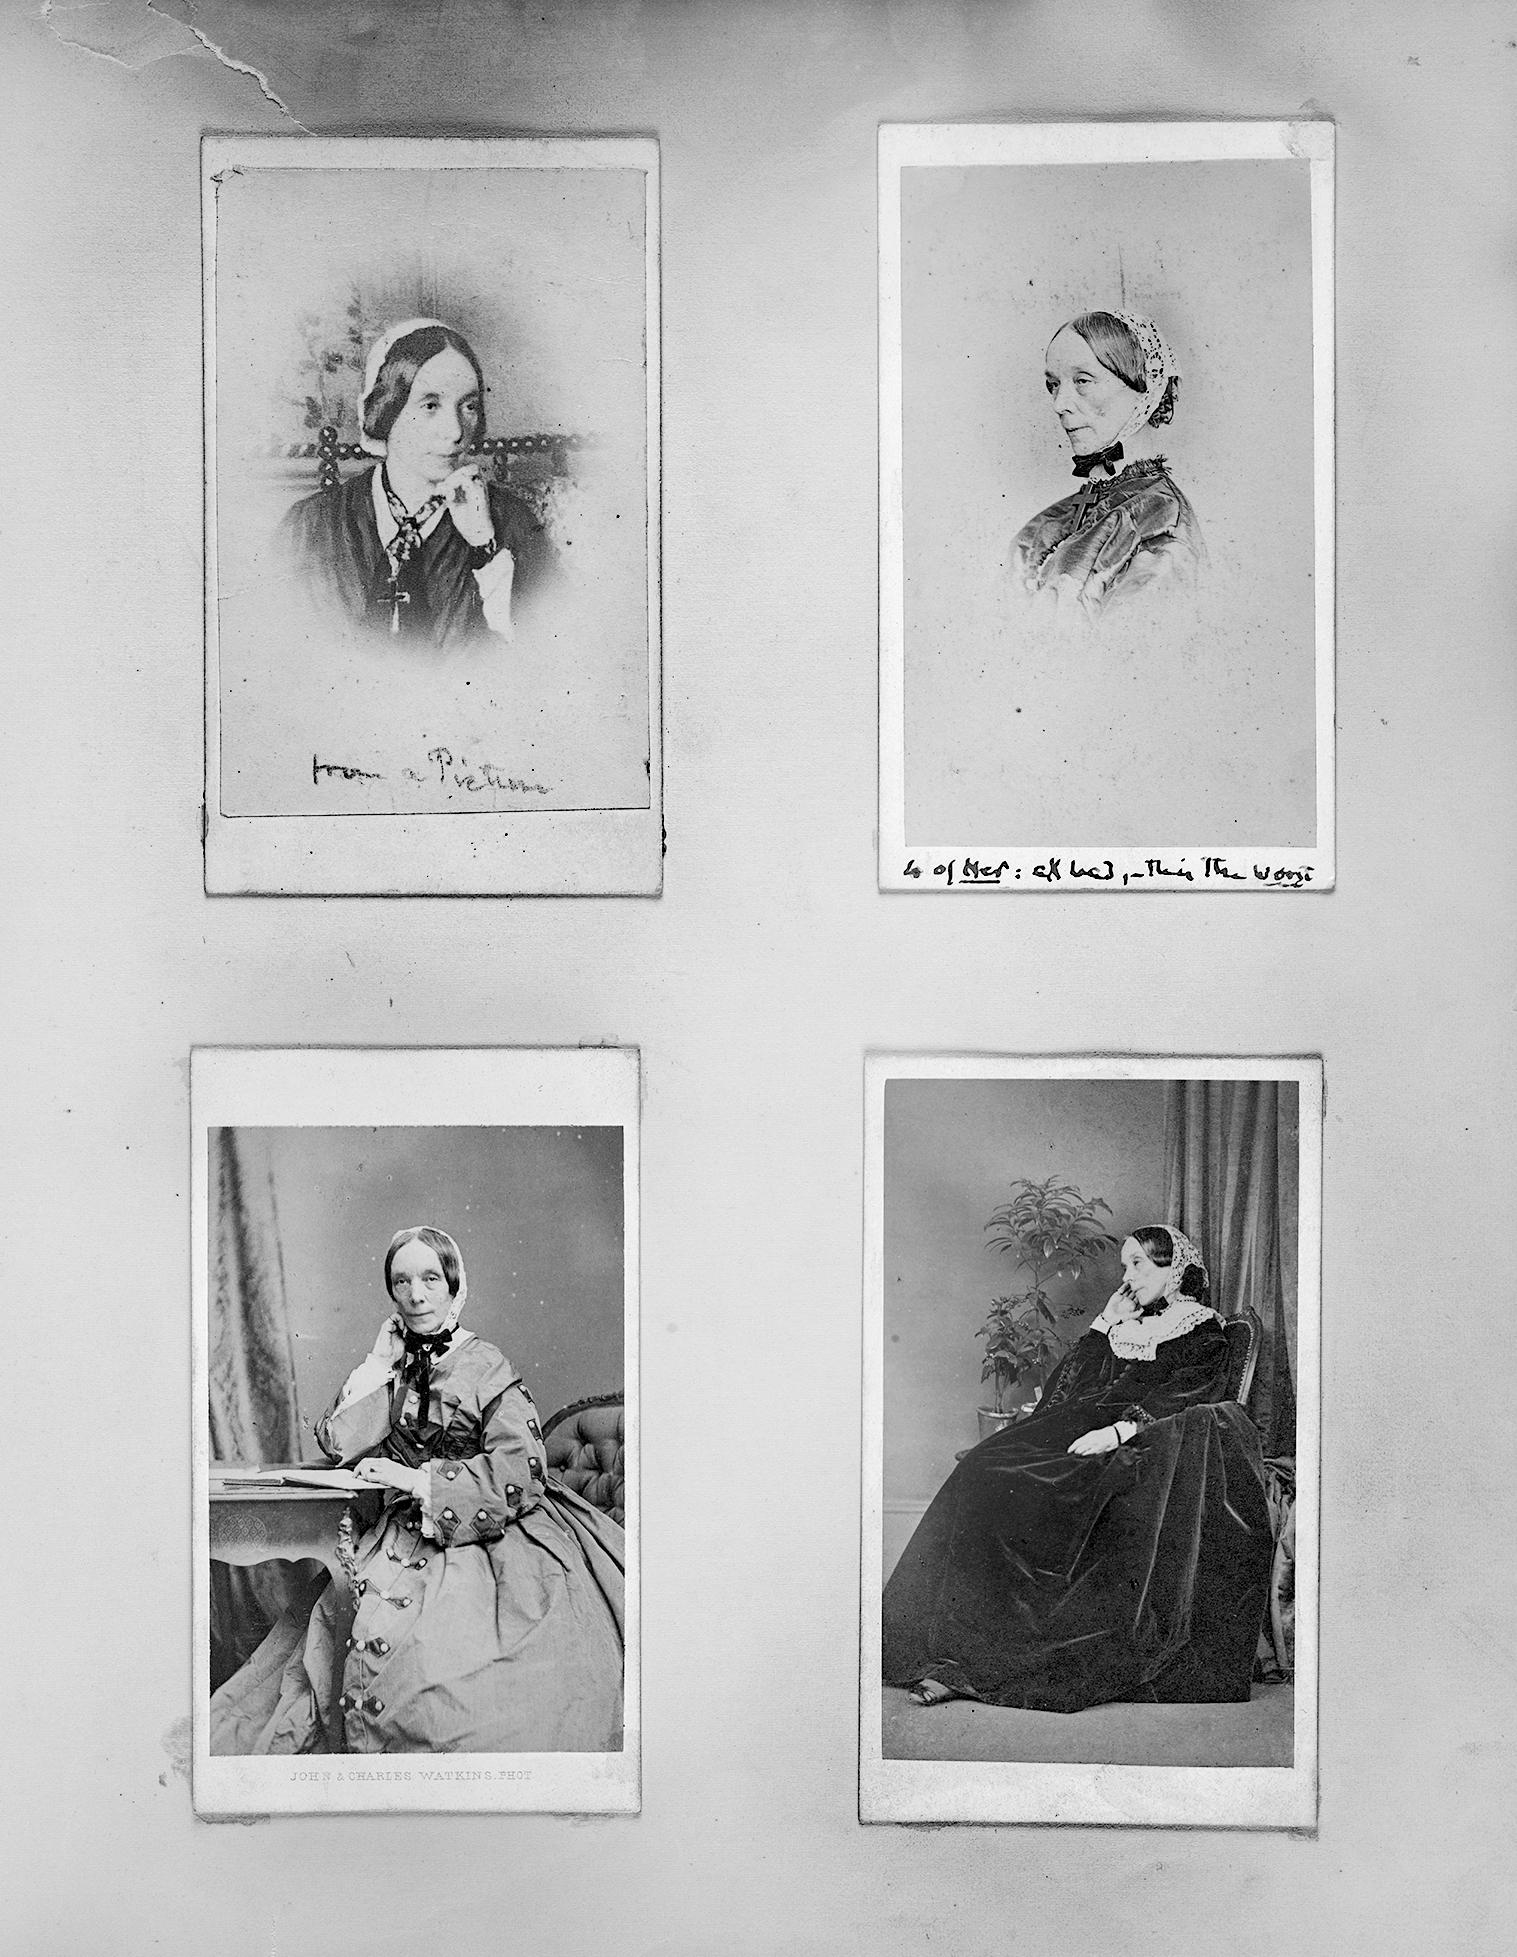 from a Picture
4 of Her: all bad, – this the Worst
JOHN & CHARLES WATKINS. PHOT